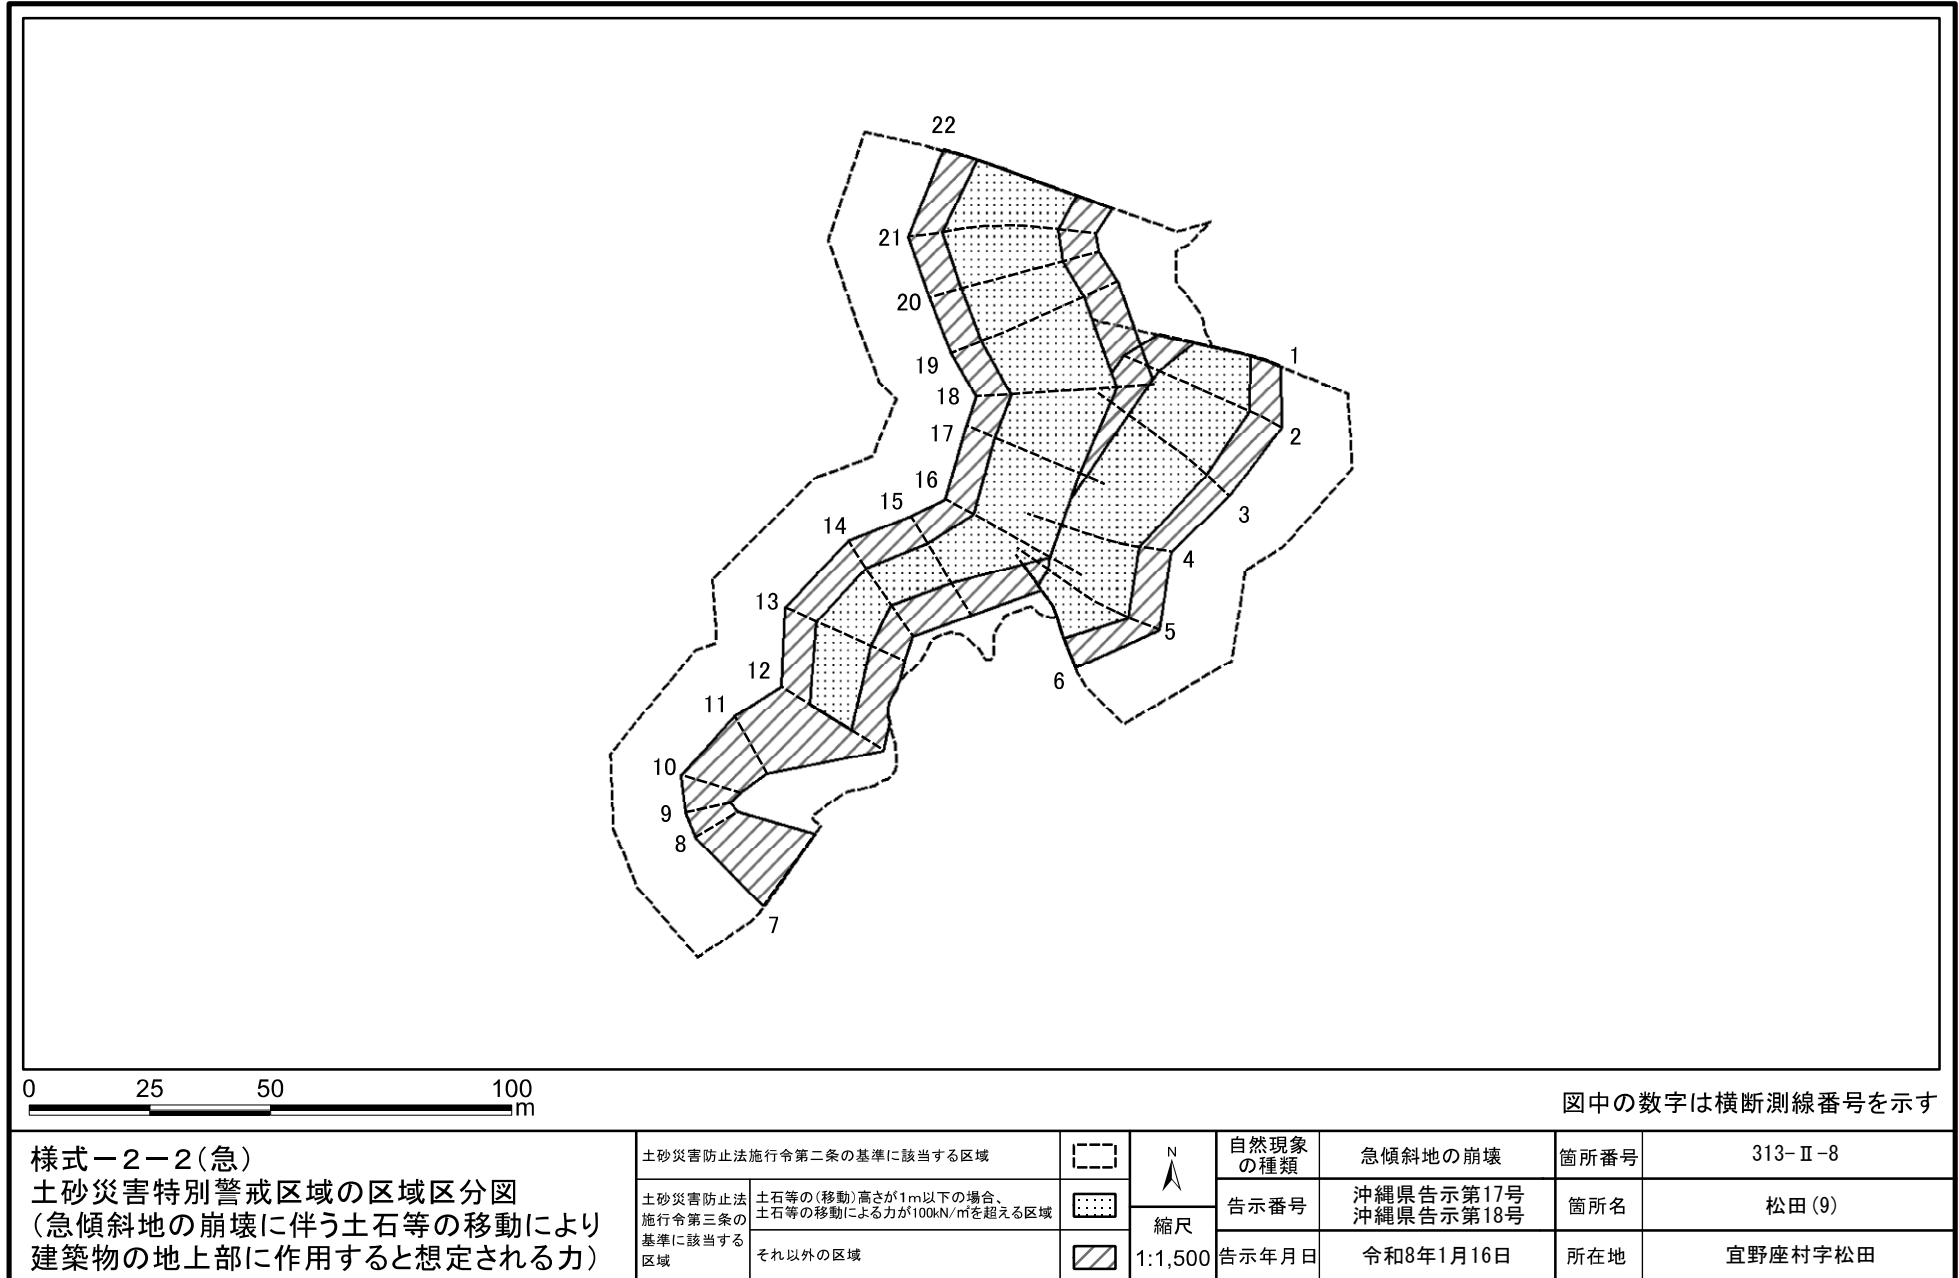 22
21
20
19
18
17
16
15
14
13
12
11
10
9
8
7
1
2
3
4
5
6
0 25 50 100
m
図中の数字は横断測線番号を示す
様式－2－2(急)
土砂災害特別警戒区域の区域区分図
(急傾斜地の崩壊に伴う土石等の移動により
建築物の地上部に作用すると想定される力)
土砂災害防止法施行令第二条の基準に該当する区域
土砂災害防止法
施行令第三条の
基準に該当する
区域
土石等の(移動)高さが1m以下の場合、
土石等の移動による力が100kN/㎡を超える区域
それ以外の区域
N
縮尺
1:1,500
自然現象
の種類
急傾斜地の崩壊
箇所番号
313-Ⅱ-8
告示番号
沖縄県告示第17号
沖縄県告示第18号
箇所名
松田(9)
告示年月日
令和8年1月16日
所在地
宜野座村字松田